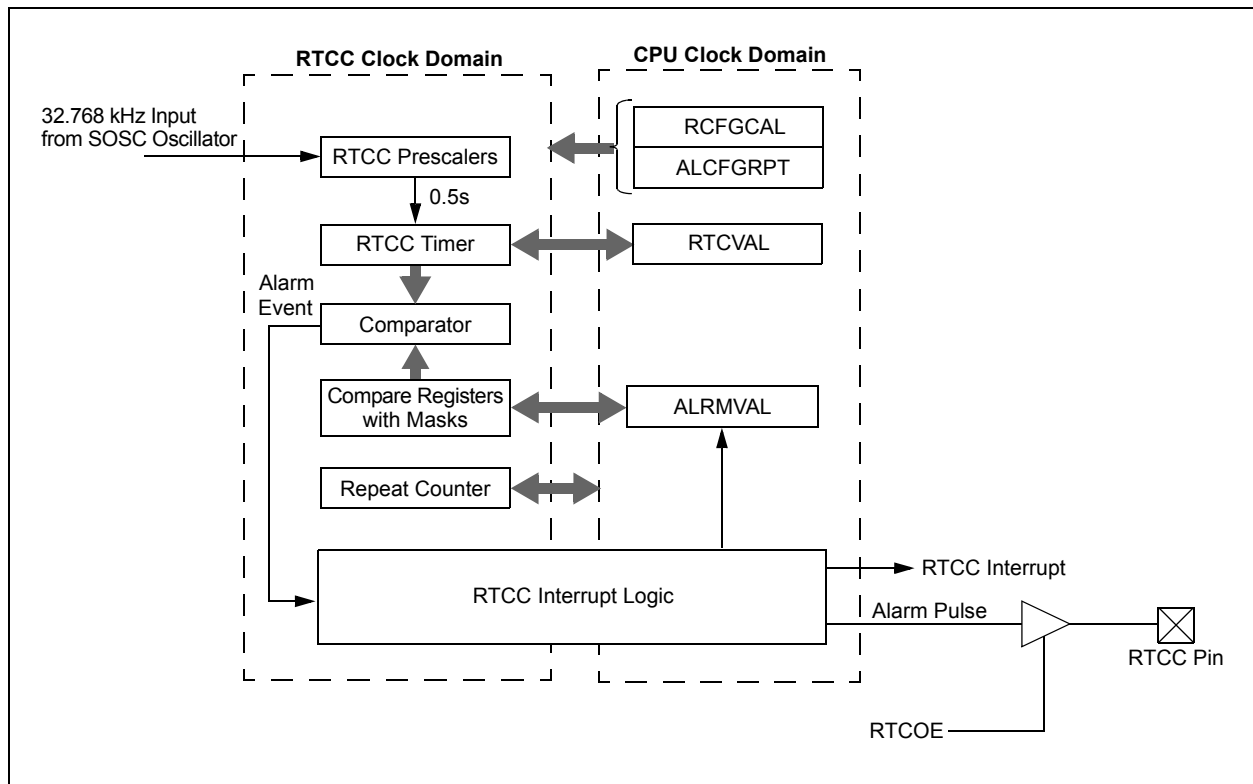 RTCC Clock Domain
CPU Clock Domain
32.768 kHz Input
from SOSC Oscillator
RTCC Prescalers
RCFGCAL
ALCFGRPT
0.5s
RTCC Timer
RTCVAL
Alarm
Event
Comparator
Compare Registers
with Masks
ALRMVAL
Repeat Counter
RTCC Interrupt Logic
RTCC Interrupt
Alarm Pulse
RTCC Pin
RTCOE